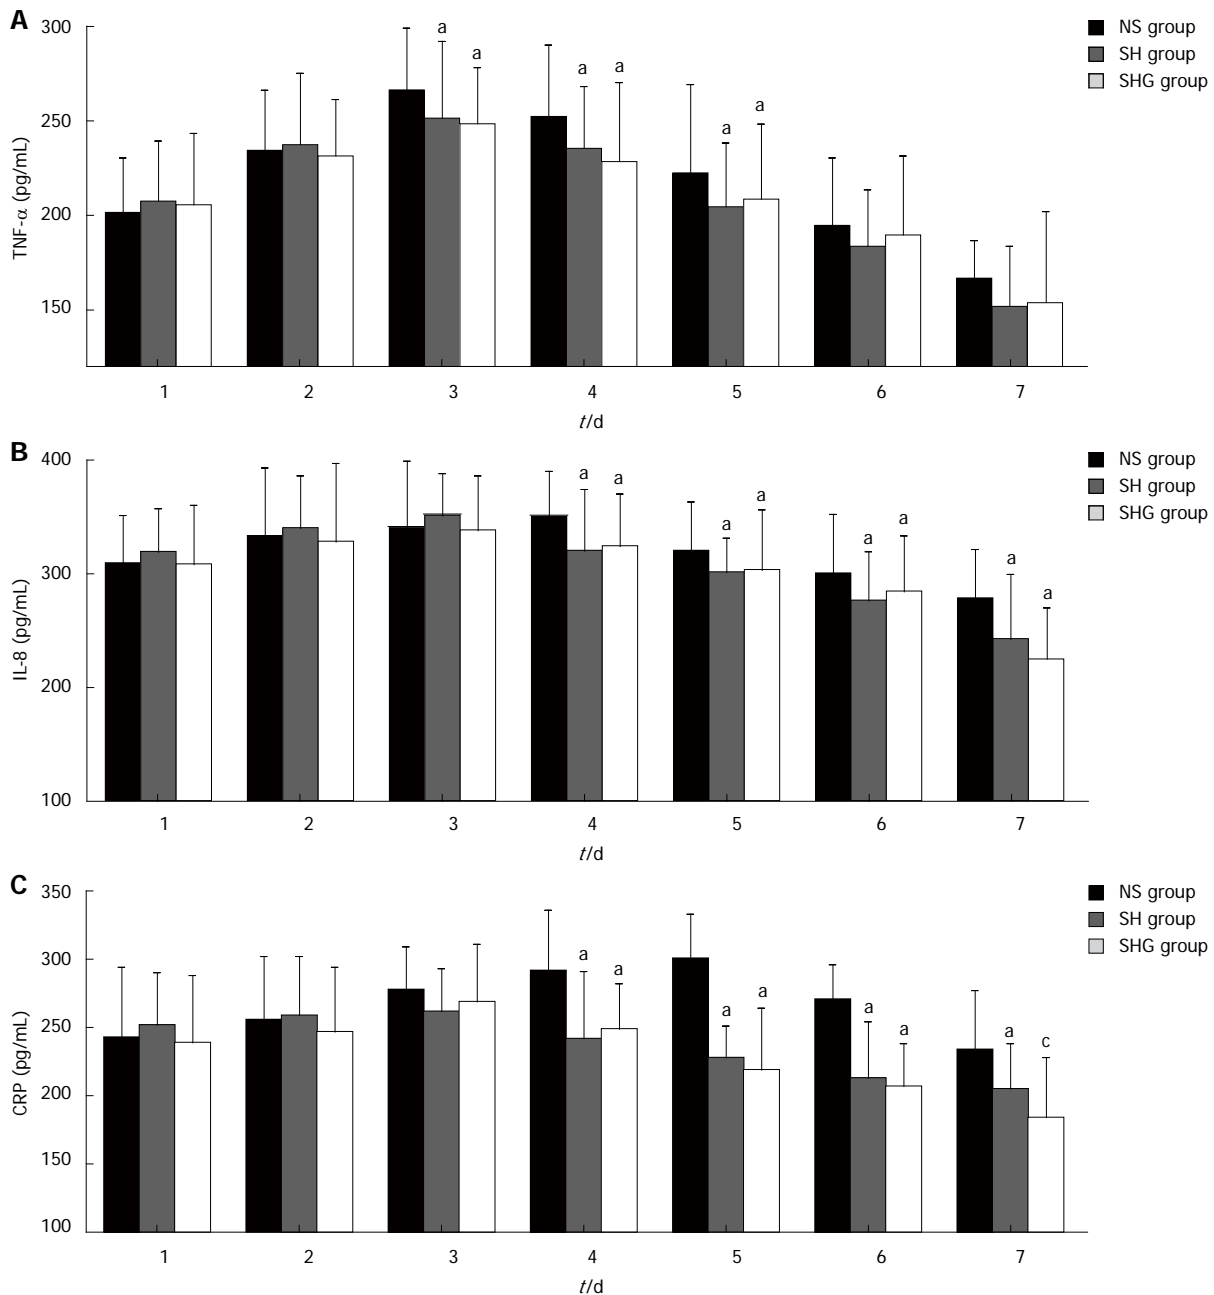 A
TNF-α (pg/mL)
300
250
200
150
a a a a a a
1 2 3 4 5 6 7
t/d
NS group
SH group
SHG group
B
IL-8 (pg/mL)
400
300
200
100
a a a a a a a a
1 2 3 4 5 6 7
t/d
NS group
SH group
SHG group
C
CRP (pg/mL)
350
300
250
200
150
100
a a a a a a a c
1 2 3 4 5 6 7
t/d
NS group
SH group
SHG group